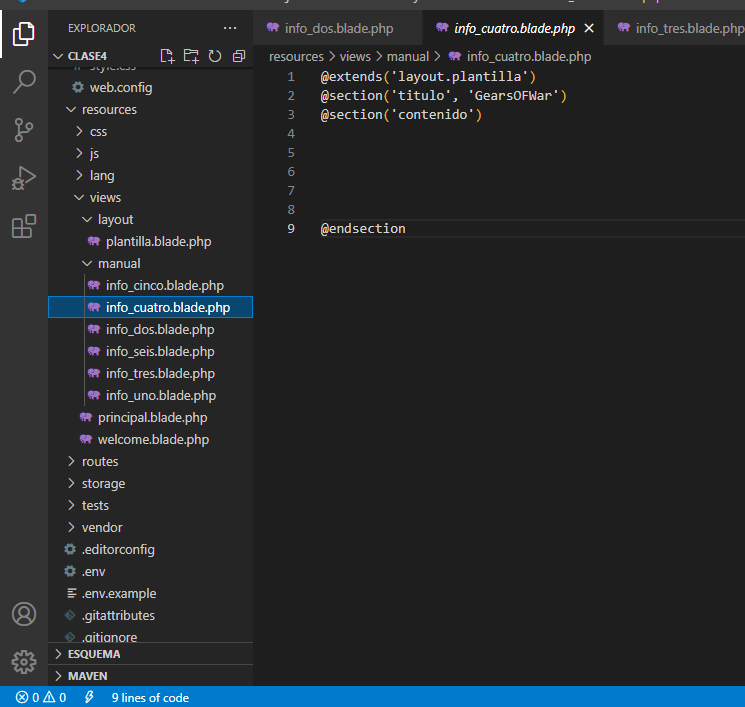 EXPLORADOR
CLASE4
web.config
resources
css
js
lang
views
layout
plantilla.blade.php
manual
info_cinco.blade.php
info_cuatro.blade.php
info_dos.blade.php
info_seis.blade.php
info_tres.blade.php
info_uno.blade.php
principal.blade.php
welcome.blade.php
routes
storage
tests
vendor
.editorconfig
.env
.env.example
.gitattributes
.gitignore
ESQUEMA
MAVEN
info_dos.blade.php info_cuatro.blade.php info_tres.blade.php
resources > views > manual > info_cuatro.blade.php
1 @extends('layout.plantilla')
2 @section('titulo', 'GearsOFWar')
3 @section('contenido')
4
5
6
7
8
9 @endsection
0 0 9 lines of code